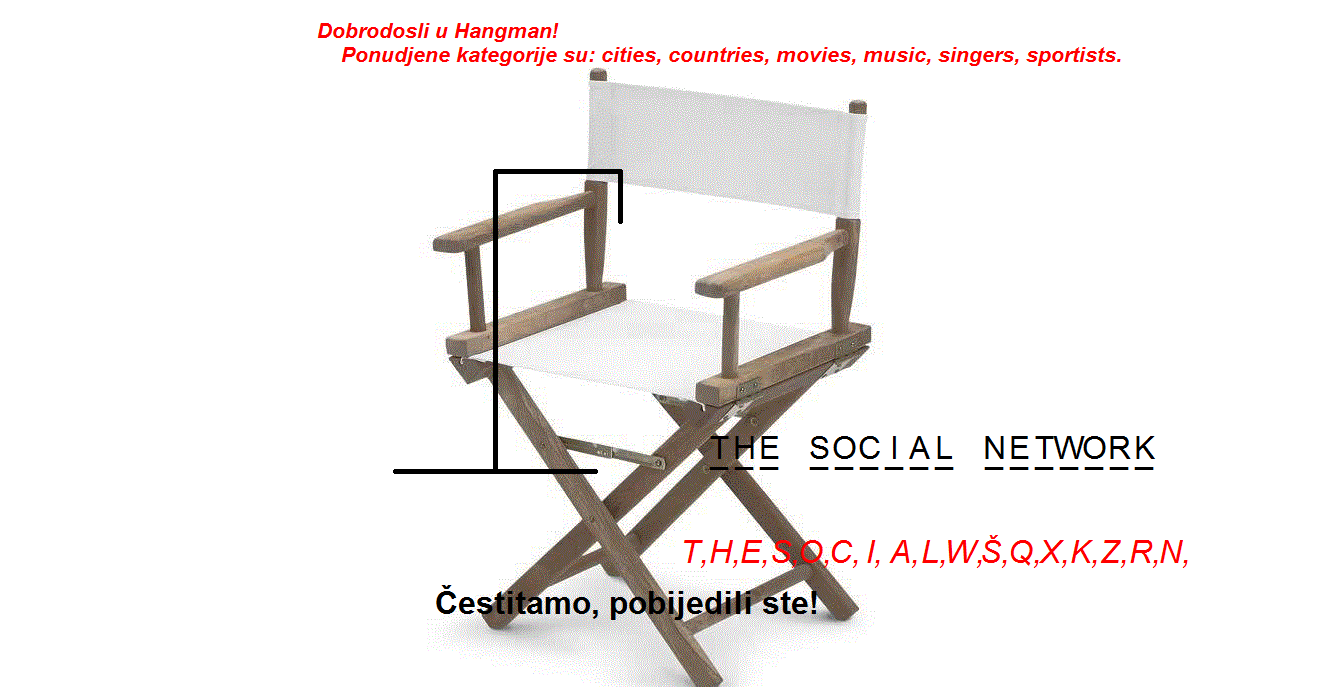 Dobrodosli u Hangman!
Ponudjene kategorije su: cities, countries, movies, music, singers, sportists.
THE SOCIAL NETWORK
T,H,E,S,O,C,I,A,L,W,Š,Q,X,K,Z,R,N,
Čestitamo, pobijedili ste!